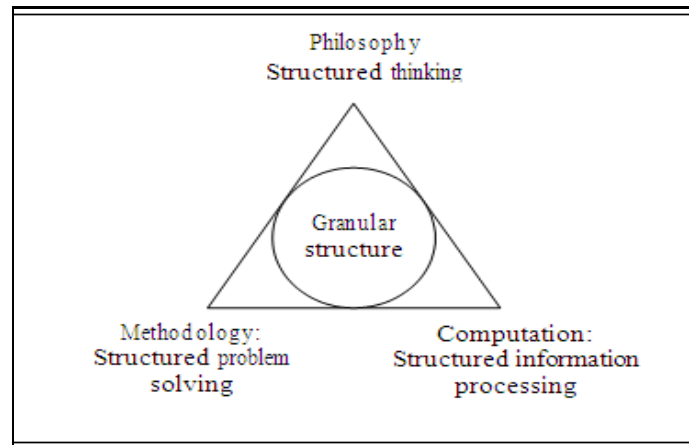 Philosophy
Structured thinking
Granular
structure
Methodology:
Structured problem
solving
Computation:
Structured information
processing